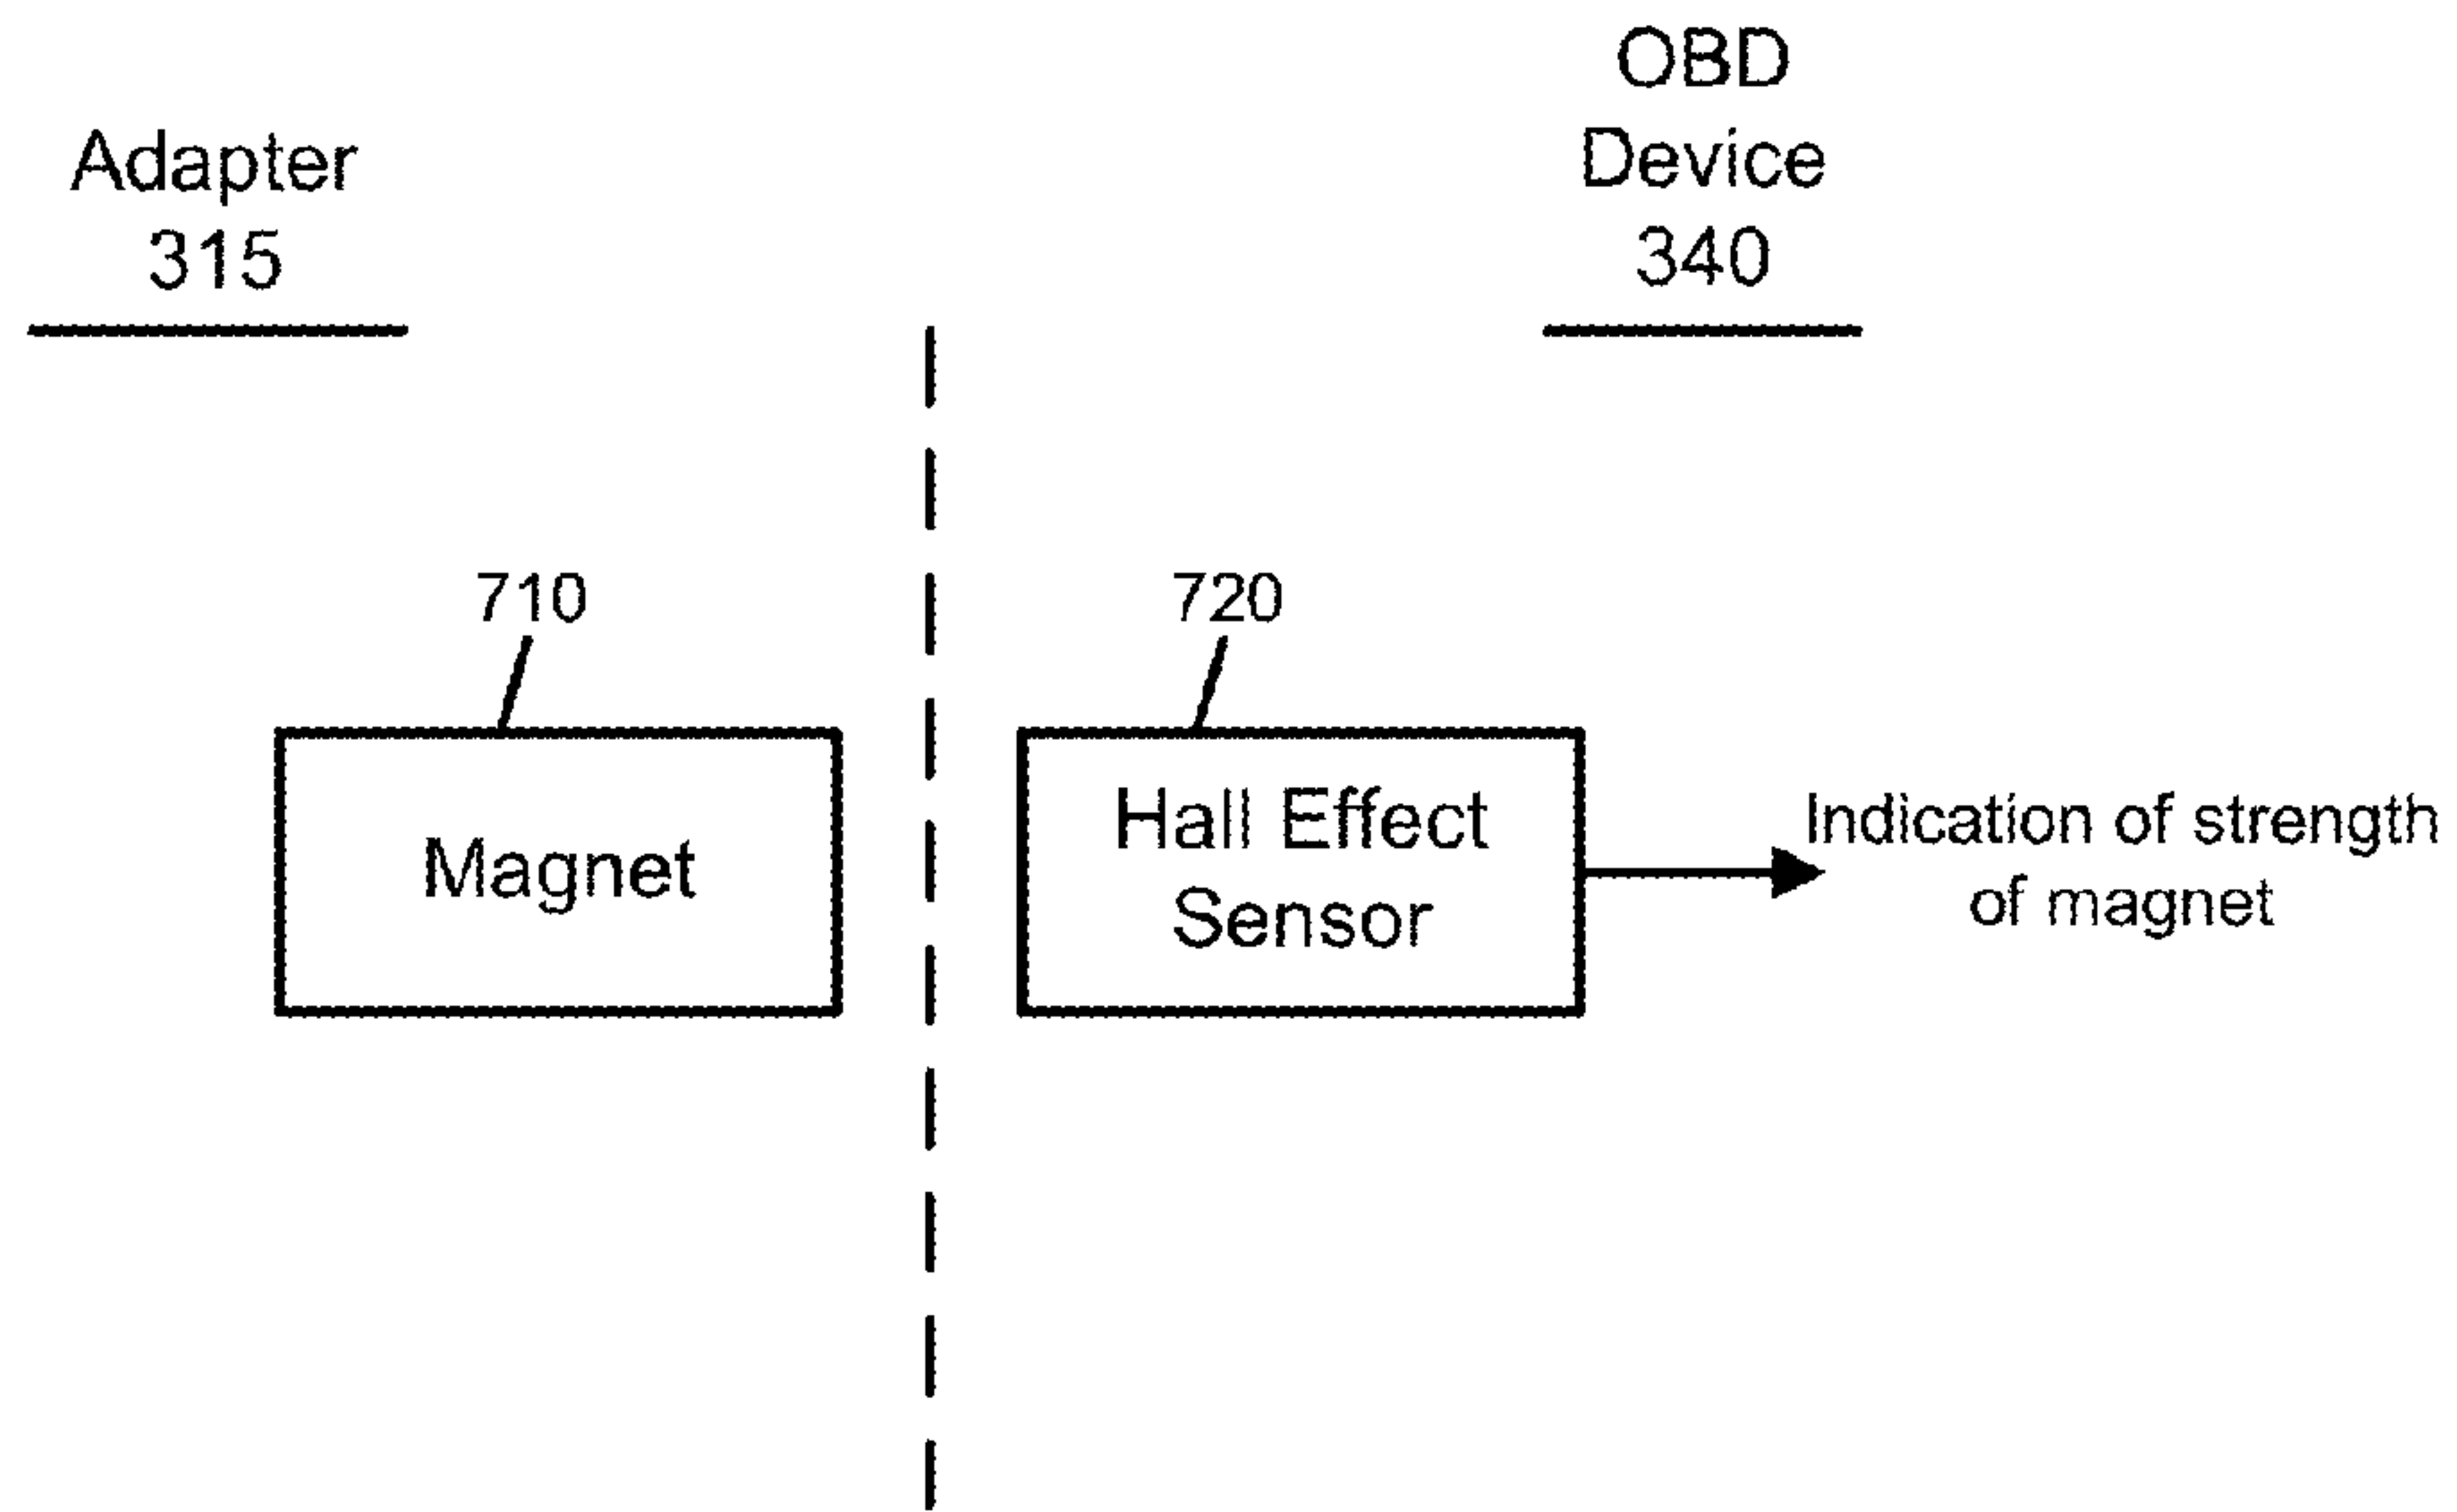 Adapter
315
OBD
Device
340
710
720
Magnet
Hall Effect
Sensor
Indication of strength
of magnet